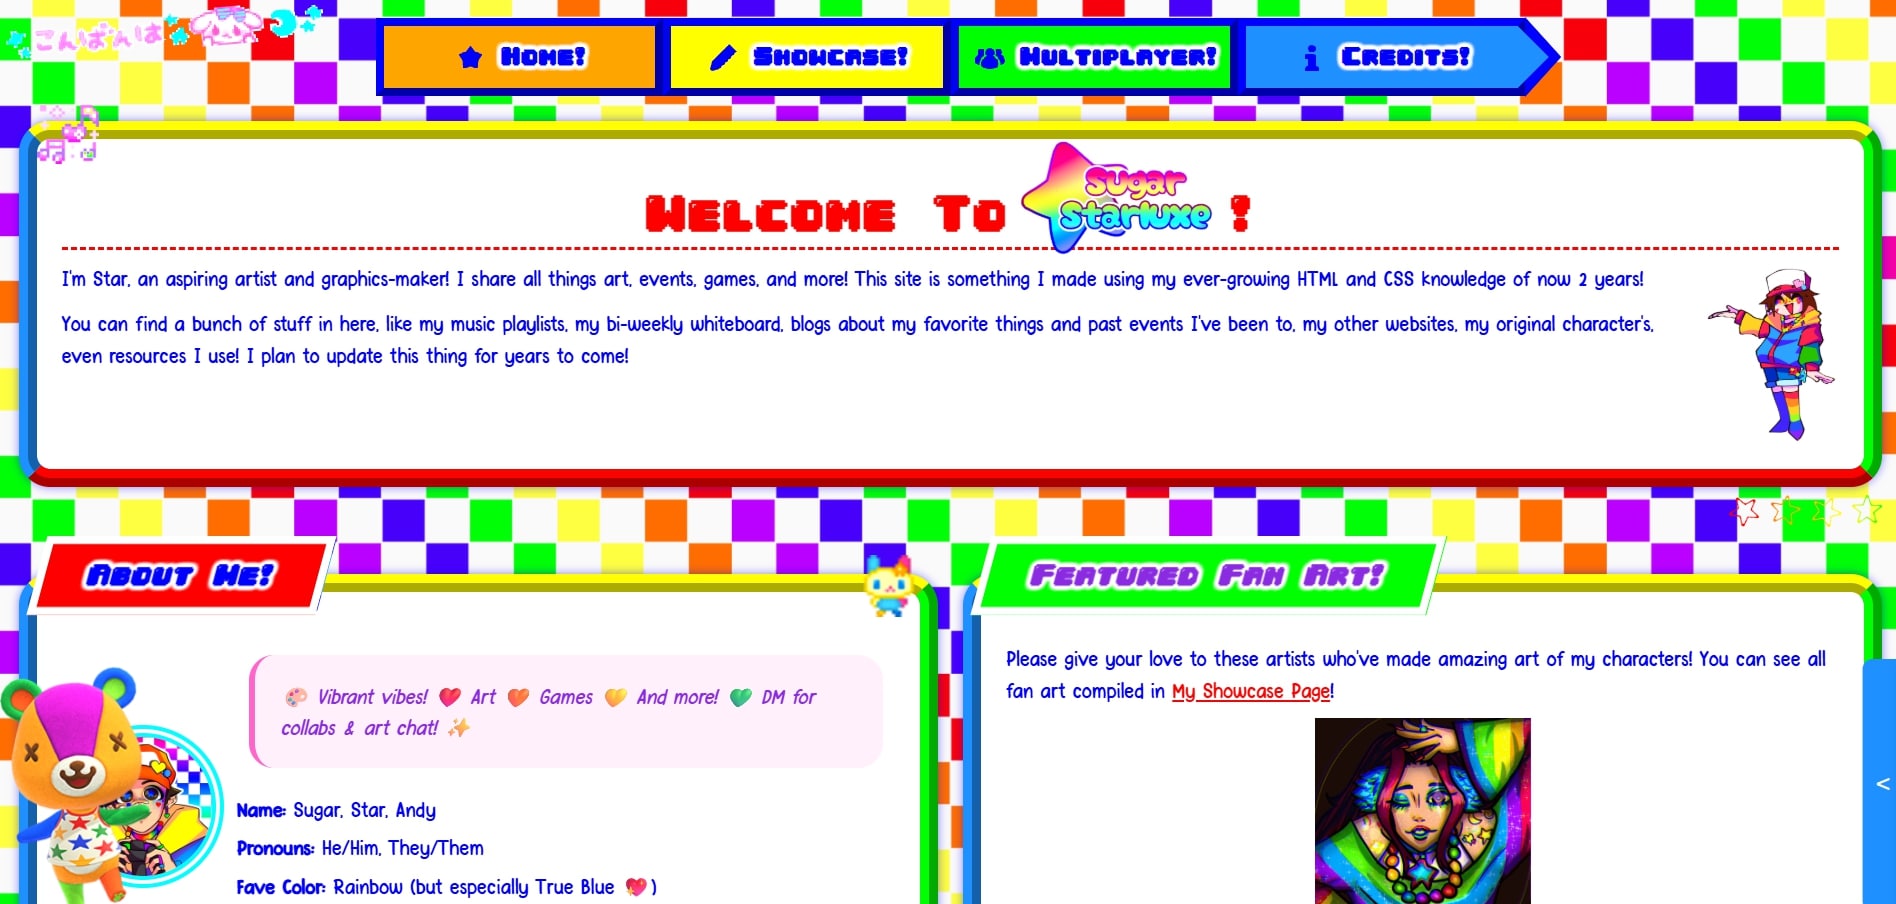 こんばんは
Home!
Showcase!
Multiplayer!
Credits!
Welcome To Sugar Starluxe !
I'm Star, an aspiring artist and graphics-maker! I share all things art, events, games, and more! This site is something I made using my ever-growing HTML and CSS knowledge of now 2 years!
You can find a bunch of stuff in here, like my music playlists, my bi-weekly whiteboard, blogs about my favorite things and past events I've been to, my other websites, my original character's,
even resources I use! I plan to update this thing for years to come!
About Me!
🎨 Vibrant vibes! ❤️ Art 🧡 Games 💛 And more! 💚 DM for
collabs & art chat! ✨
Name: Sugar, Star, Andy
Pronouns: He/Him, They/Them
Fave Color: Rainbow (but especially True Blue 💖)
Featured Fan Art!
Please give your love to these artists who've made amazing art of my characters! You can see all
fan art compiled in My Showcase Page!
<